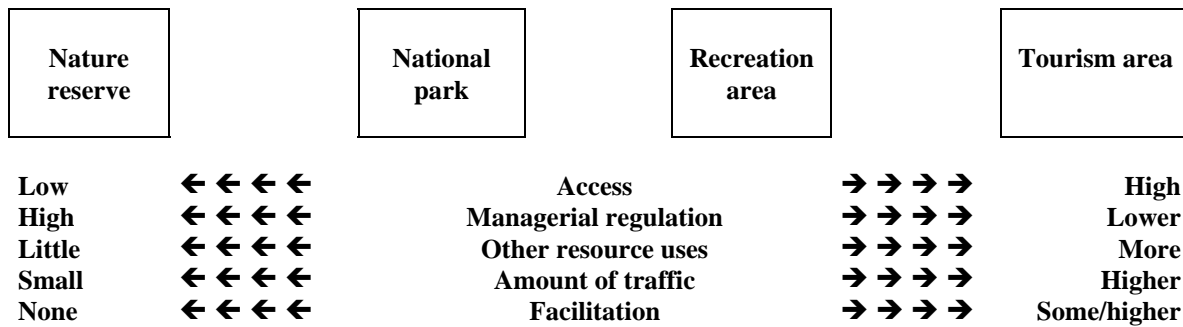 Nature National Recreation Tourism area
reserve park area
Low 🡨 🡨 🡨 🡨 Access 🡪 🡪 🡪 🡪 High
High 🡨 🡨 🡨 🡨 Managerial regulation 🡪 🡪 🡪 🡪 Lower
Little 🡨 🡨 🡨 🡨 Other resource uses 🡪 🡪 🡪 🡪 More
Small 🡨 🡨 🡨 🡨 Amount of traffic 🡪 🡪 🡪 🡪 Higher
None 🡨 🡨 🡨 🡨 Facilitation 🡪 🡪 🡪 🡪 Some/higher